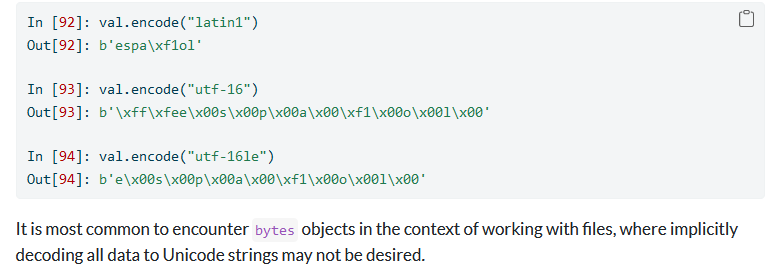 In [92]: val.encode("latin1")
Out[92]: b'espa\xf1ol'
In [93]: val.encode("utf-16")
Out[93]: b'\xff\xfee\x00s\x00p\x00a\x00\xf1\x00o\x00l\x00'
In [94]: val.encode("utf-16le")
Out[94]: b'e\x00s\x00p\x00a\x00\xf1\x00o\x00l\x00'
It is most common to encounter bytes objects in the context of working with files, where implicitly
decoding all data to Unicode strings may not be desired.